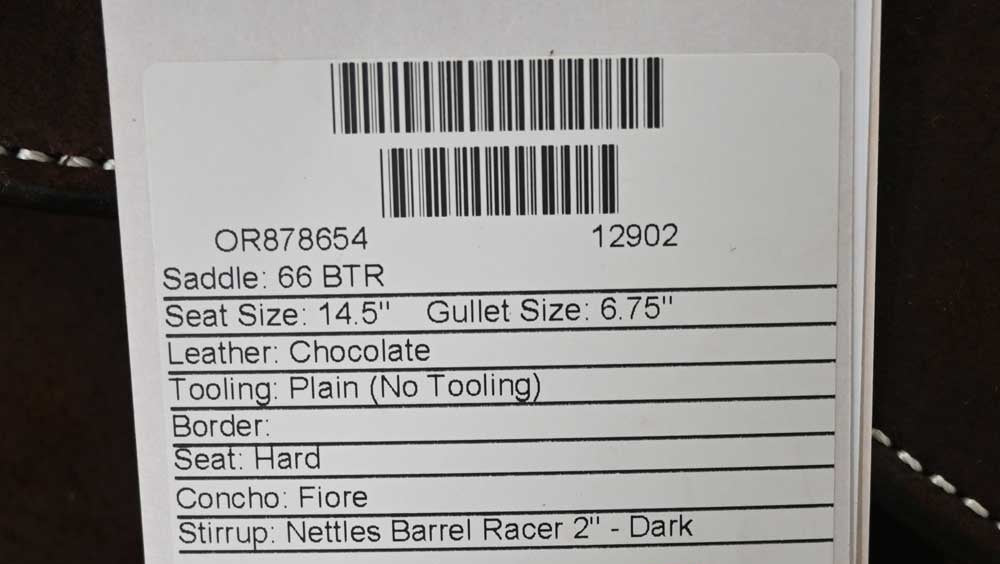 OR878654 12902
Saddle: 66 BTR
Seat Size: 14.5" Gullet Size: 6.75"
Leather: Chocolate
Tooling: Plain (No Tooling)
Border:
Seat: Hard
Concho: Fiore
Stirrup: Nettles Barrel Racer 2" - Dark